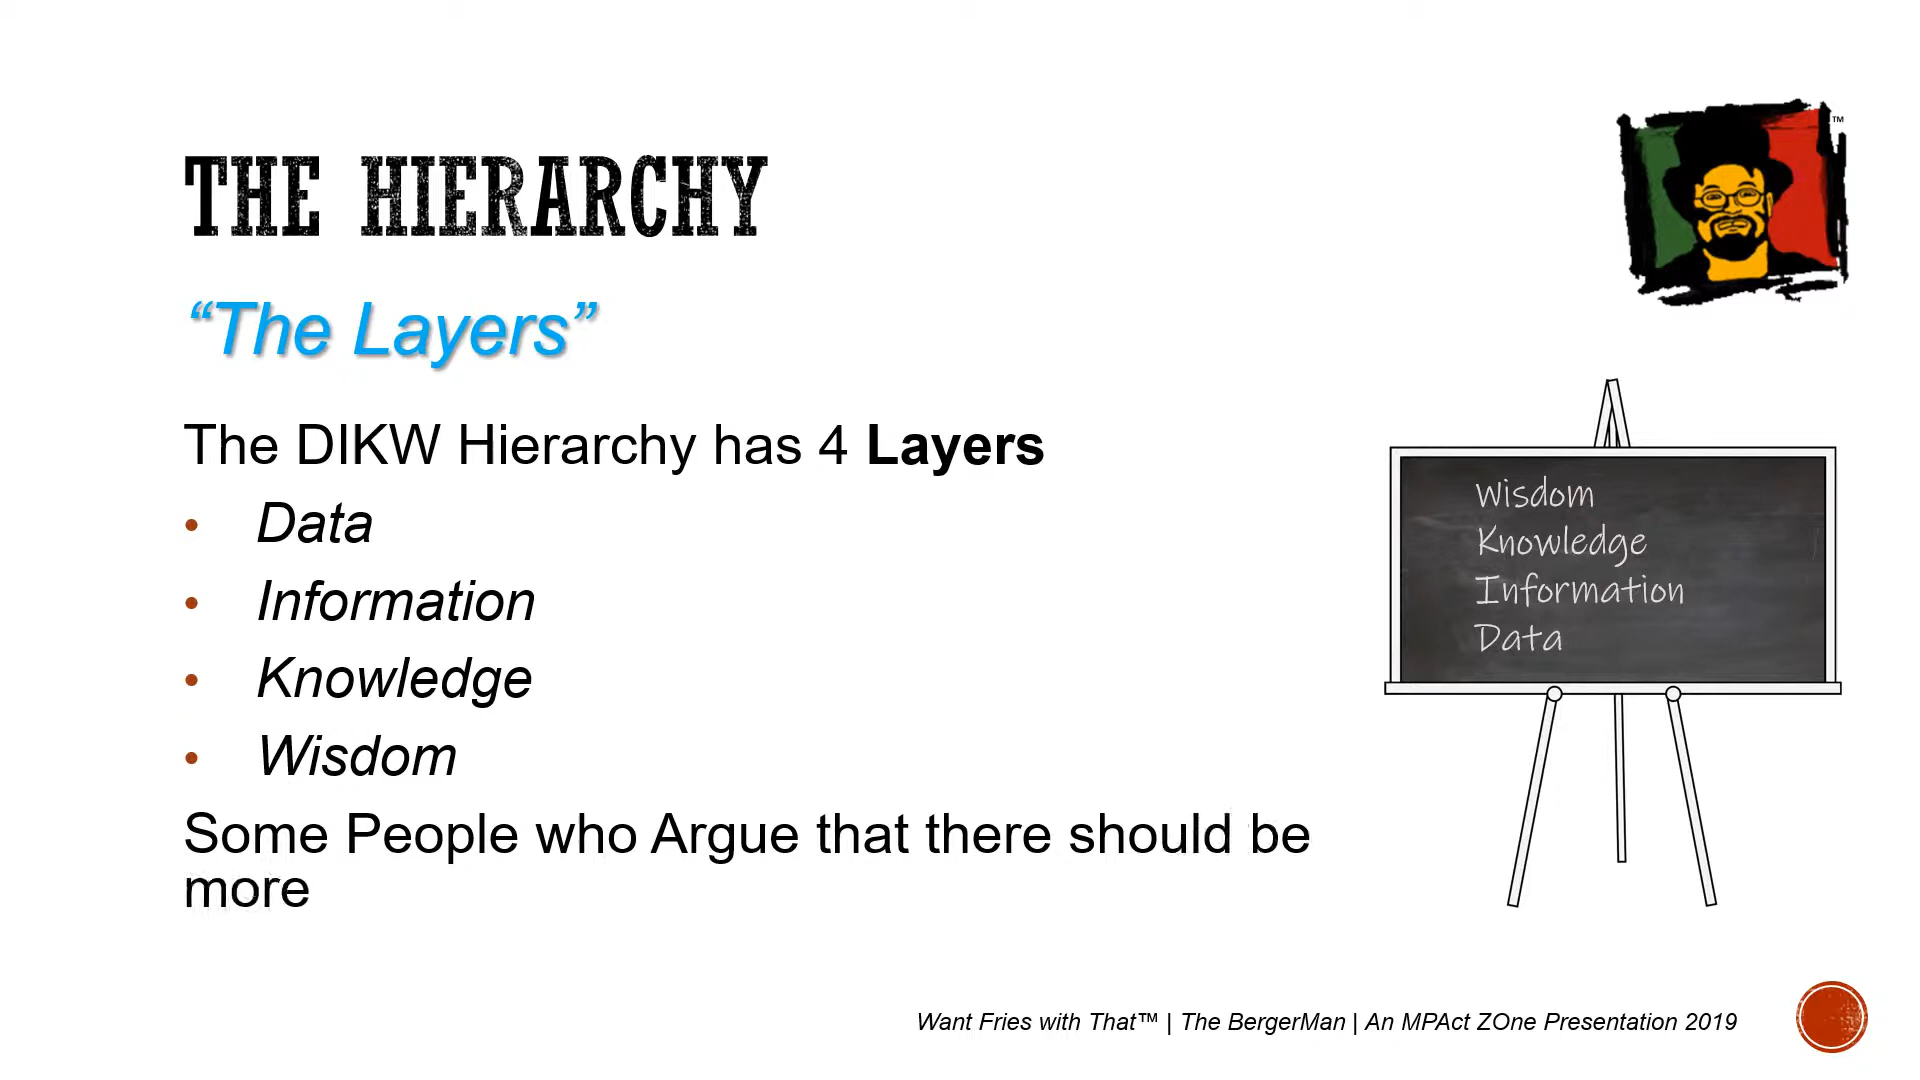 THE HIERARCHY
“The Layers”
The DIKW Hierarchy has 4 Layers
• Data
• Information
• Knowledge
• Wisdom
Some People who Argue that there should be
more
TM
Wisdom
Knowledge
Information
Data
Want Fries with That™ | The BergerMan | An MPAct ZOne Presentation 2019